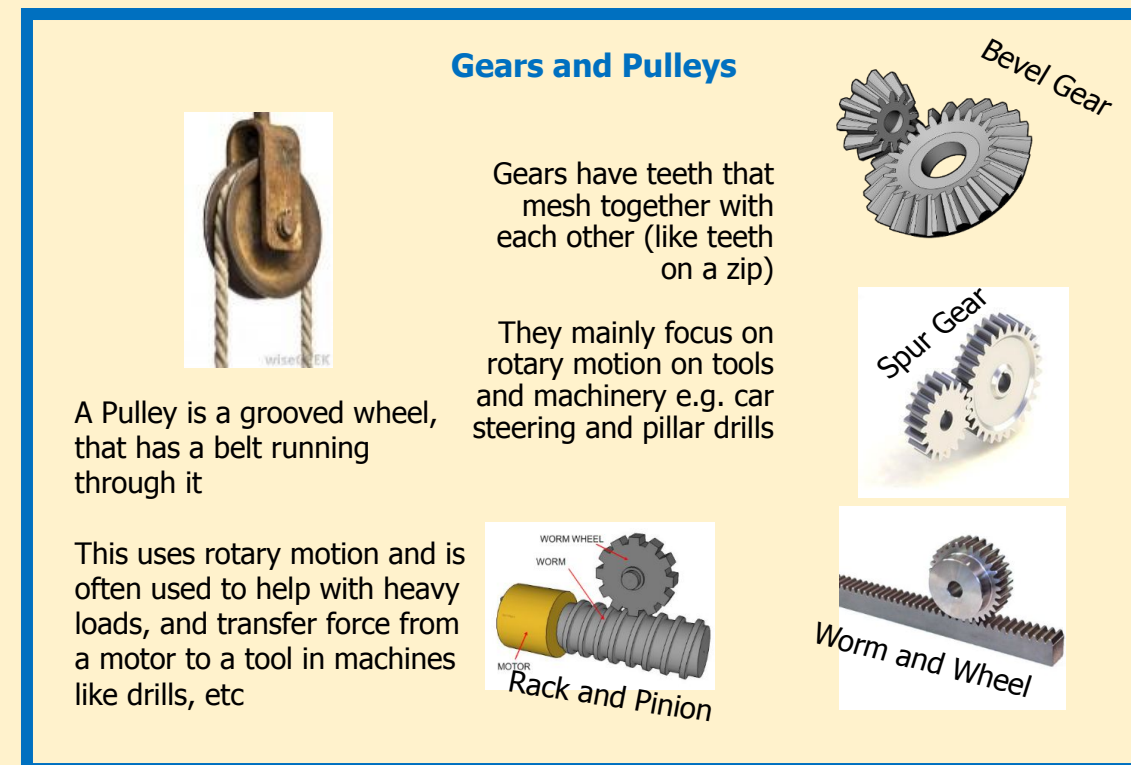 Gears and Pulleys
Bevel Gear
Gears have teeth that
mesh together with
each other (like teeth
on a zip)
They mainly focus on
rotary motion on tools
and machinery e.g. car
steering and pillar drills
Spur Gear
A Pulley is a grooved wheel,
that has a belt running
through it
This uses rotary motion and is
often used to help with heavy
loads, and transfer force from
a motor to a tool in machines
like drills, etc
WORM WHEEL
WORM
MOTOR
Rack and Pinion
Worm and Wheel